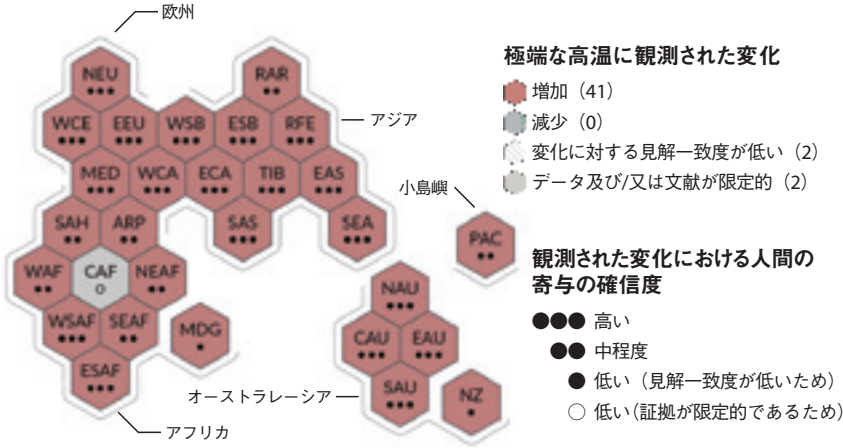 欧州
NEU
●●●
RAR
●●
WCE
●●●
EEU
●●●
WSB
●●●
ESB
●●●
RFE
●●●
アジア
MED
●●●
WCA
●●●
ECA
●●●
TIB
●●●
EAS
●●●
小島嶼
SAH
●●
ARP
●●
SAS
●●●
SEA
●●●
PAC
●●
WAF
●●
CAF
○
NEAF
●●
NAU
●●●
WSAF
●●●
SEAF
●●
MDG
●
CAU
●●●
EAU
●●●
ESAF
●●●
オーストラレーシア
SAU
●●●
NZ
●
アフリカ
極端な高温に観測された変化
増加（41）
減少（0）
変化に対する見解一致度が低い（2）
データ及び/又は文献が限定的（2）
観測された変化における人間の
寄与の確信度
●●● 高い
●● 中程度
● 低い（見解一致度が低いため）
○ 低い（証拠が限定的であるため）